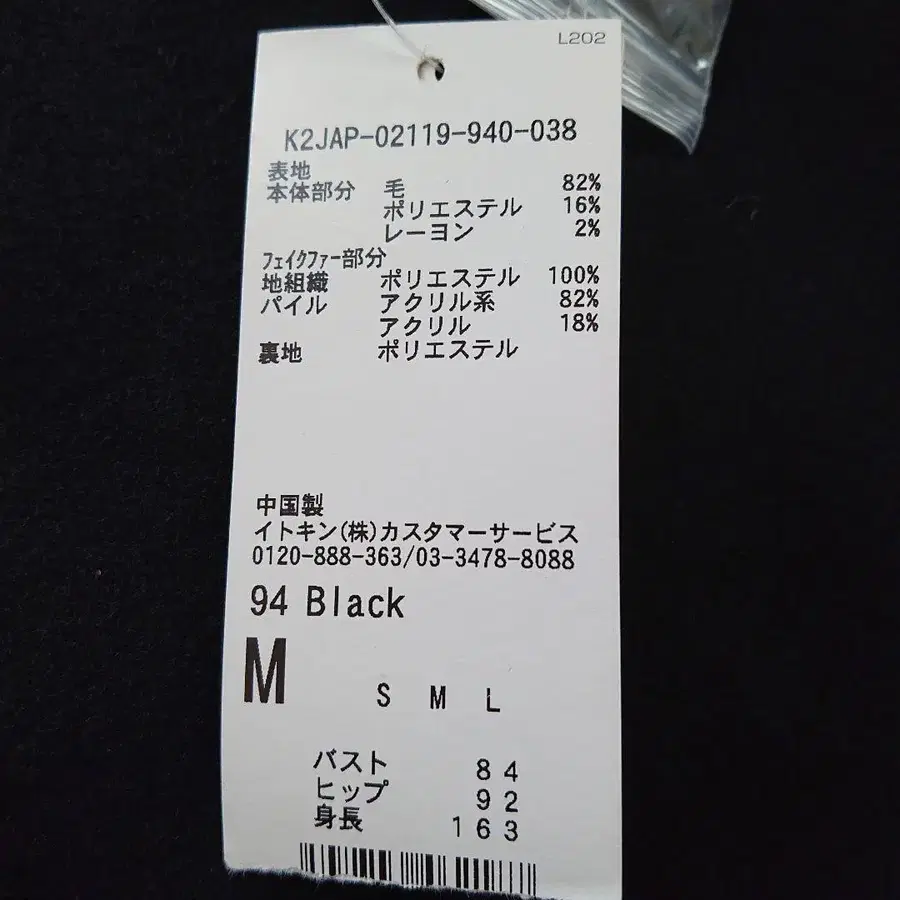 L202
K2JAP-02119-940-038
表地
本体部分 毛 82%
ポリエステル 16%
レーヨン 2%
フェイクファー部分
地組織 ポリエステル 100%
パイル アクリル系 82%
アクリル 18%
裏地 ポリエステル
中国製
イトキン(株)カスタマーサービス
0120-888-363/03-3478-8088
94 Black
M S M L
バスト 84
ヒップ 92
身長 163